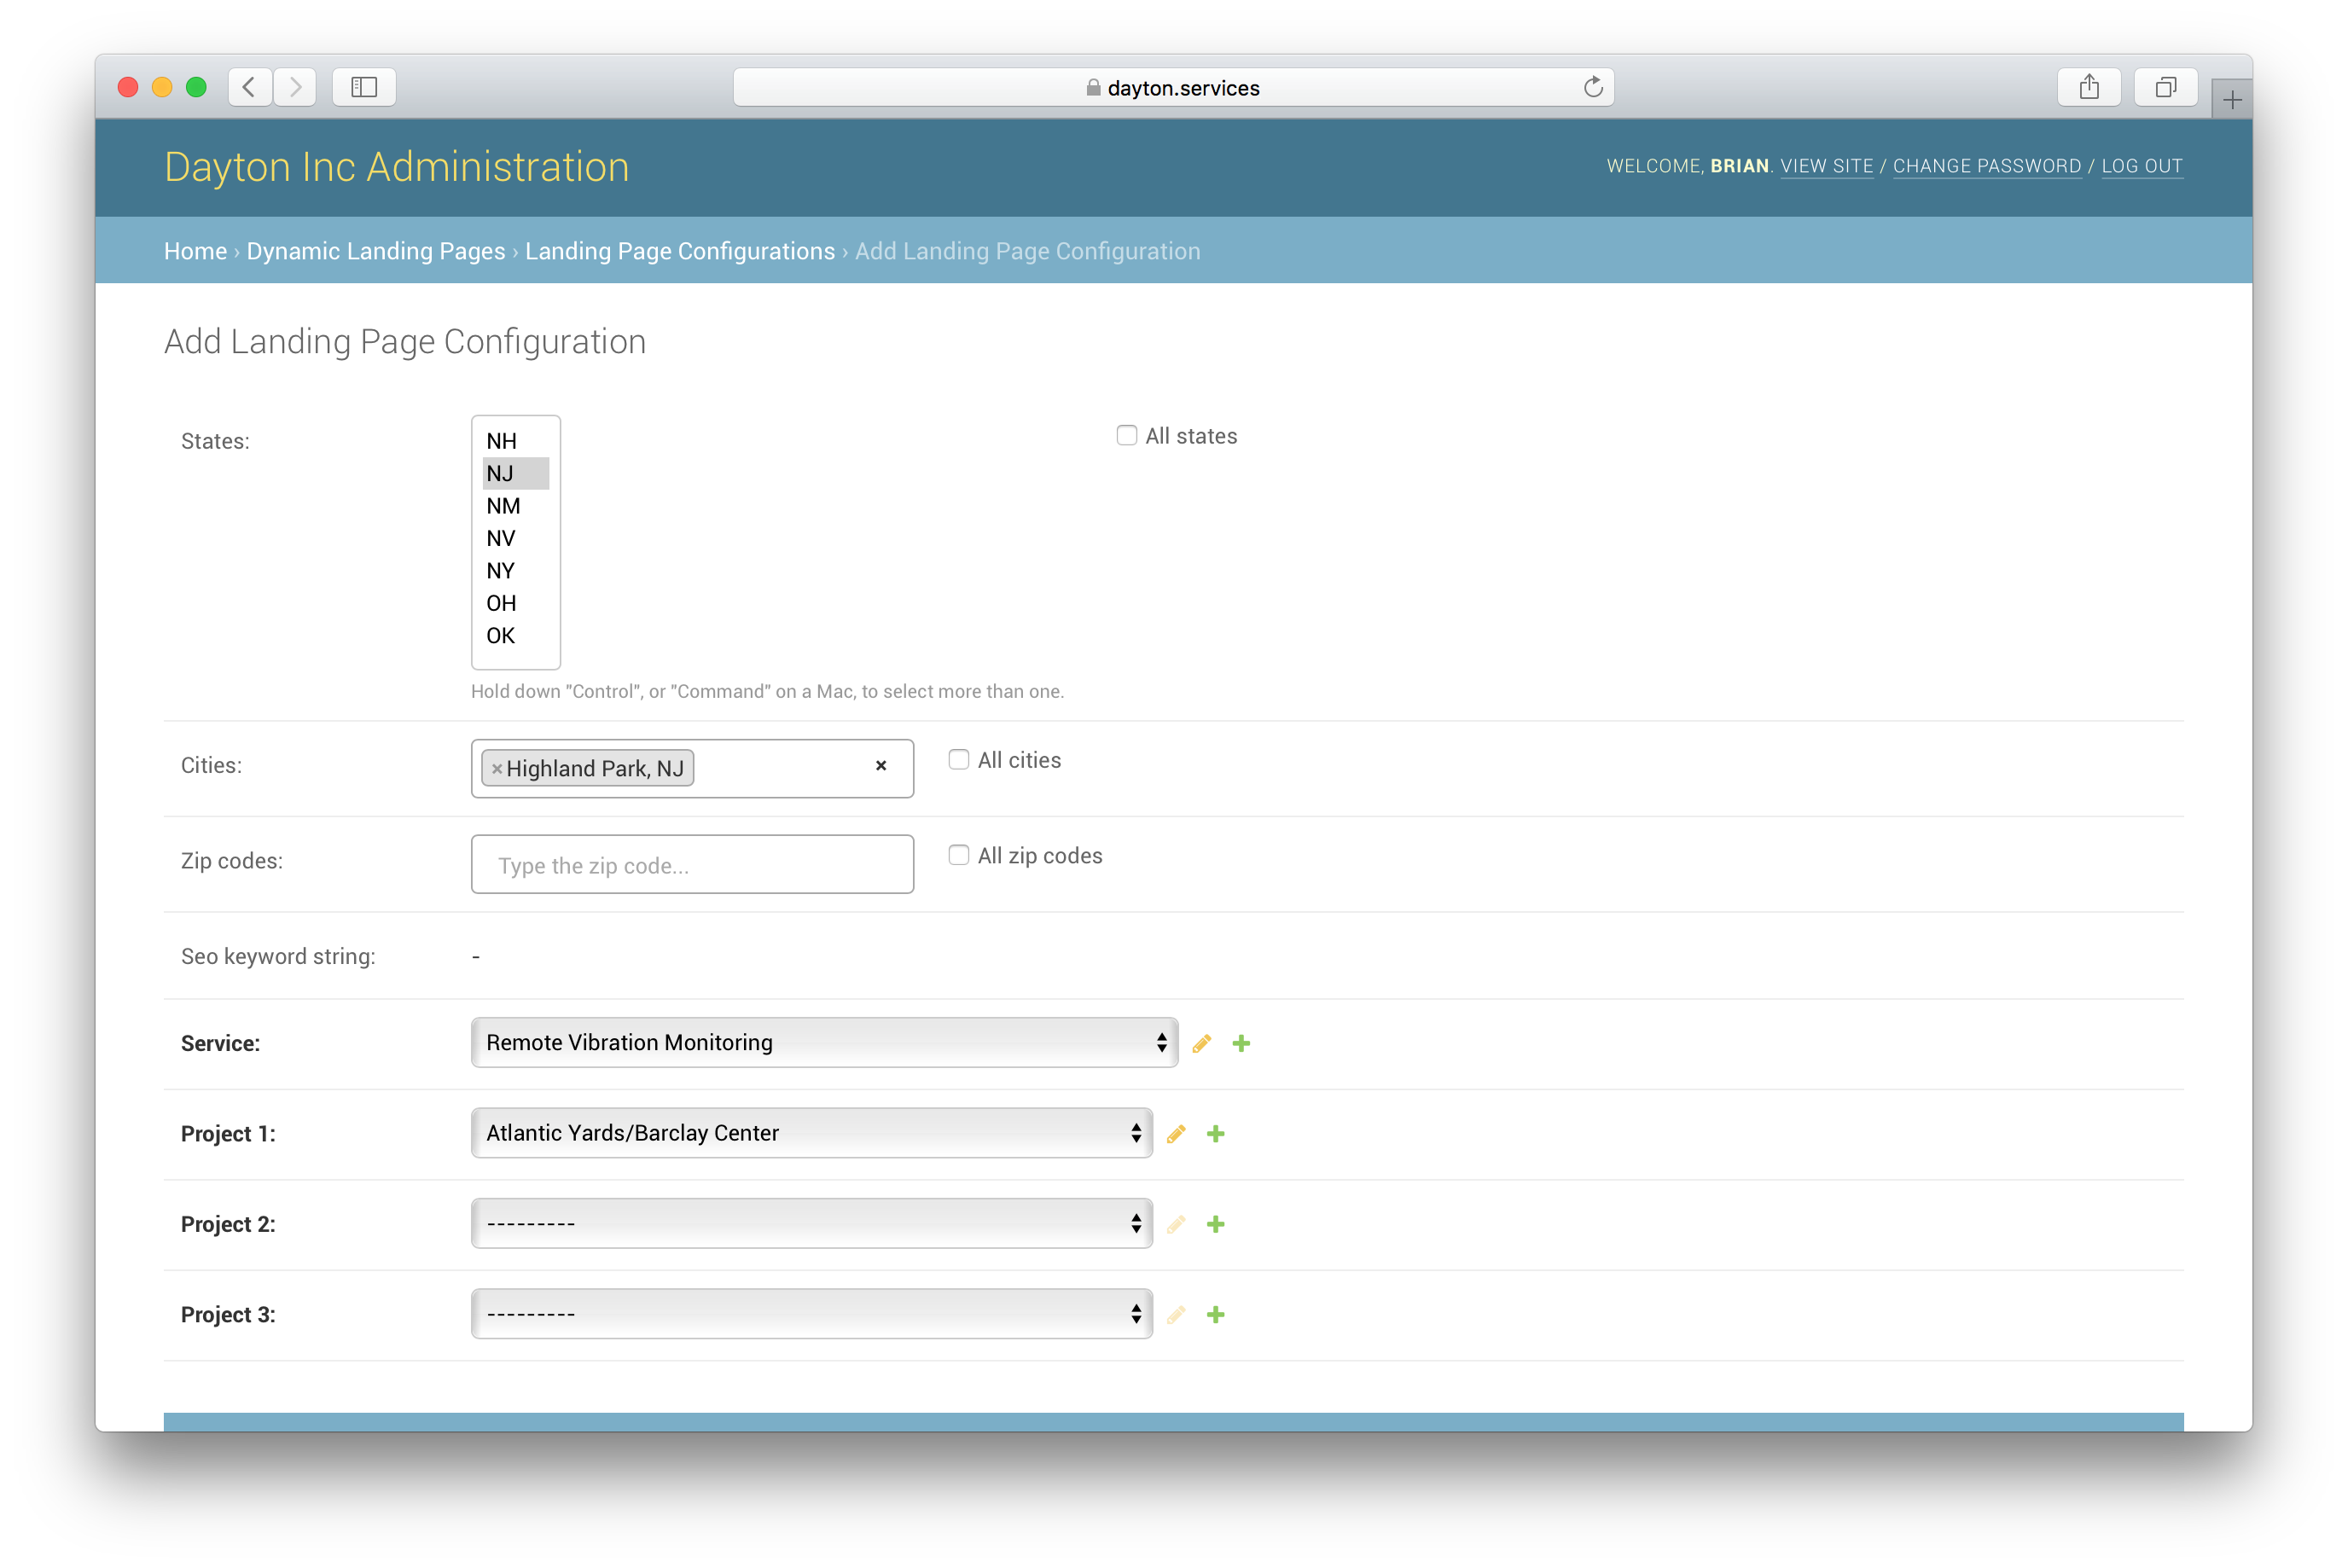 dayton.services
Dayton Inc Administration
WELCOME, BRIAN. VIEW SITE / CHANGE PASSWORD / LOG OUT
Home › Dynamic Landing Pages › Landing Page Configurations › Add Landing Page Configuration
Add Landing Page Configuration
States:
NH
NJ
NM
NV
NY
OH
OK
All states
Hold down "Control", or "Command" on a Mac, to select more than one.
Cities: ×Highland Park, NJ × All cities
Zip codes: Type the zip code... All zip codes
Seo keyword string: -
Service: Remote Vibration Monitoring
Project 1: Atlantic Yards/Barclay Center
Project 2: ---------
Project 3: ---------